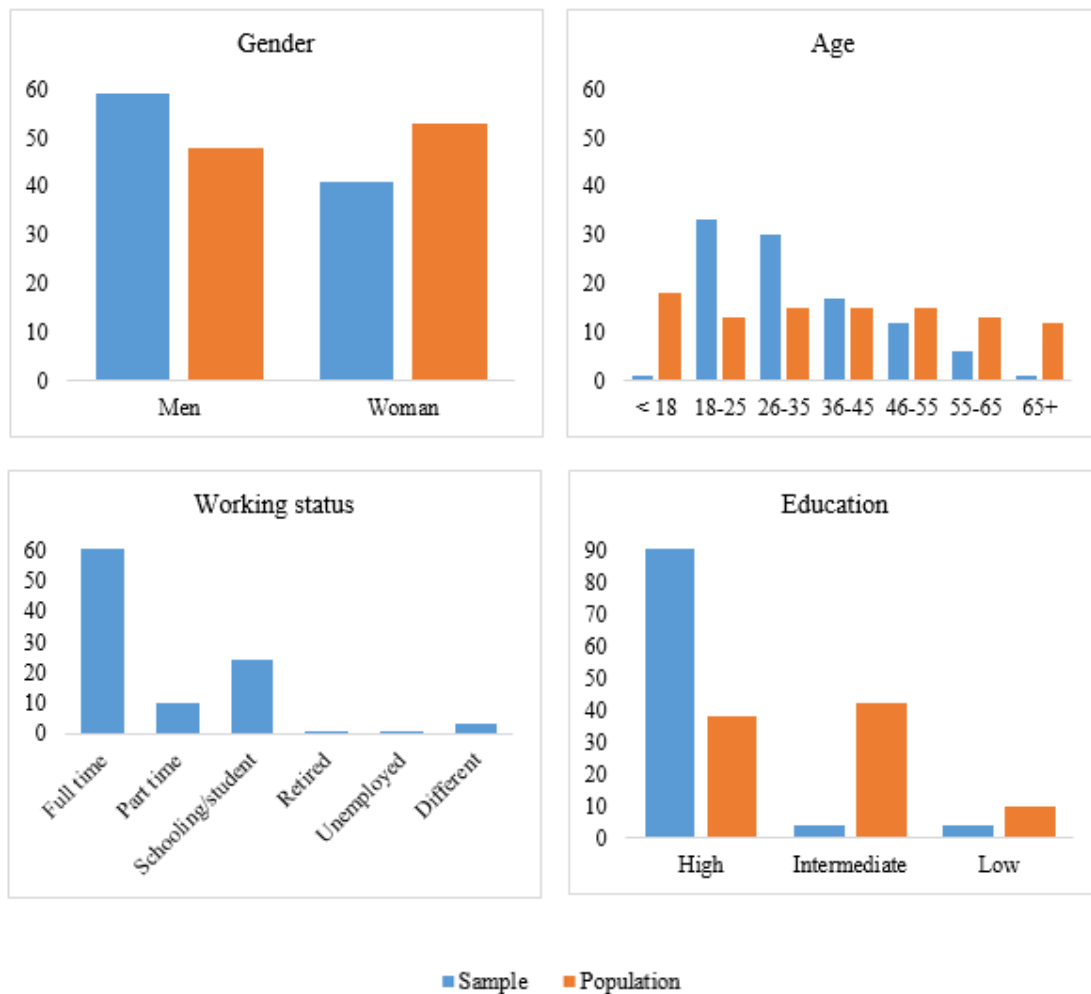 Gender
60
50
40
30
20
10
0
Men Woman
Age
60
50
40
30
20
10
0
< 18 18-25 26-35 36-45 46-55 55-65 65+
Working status
60
50
40
30
20
10
0
Full time
Part time
Schooling/student
Retired
Unemployed
Different
Education
90
80
70
60
50
40
30
20
10
0
High Intermediate Low
Sample Population